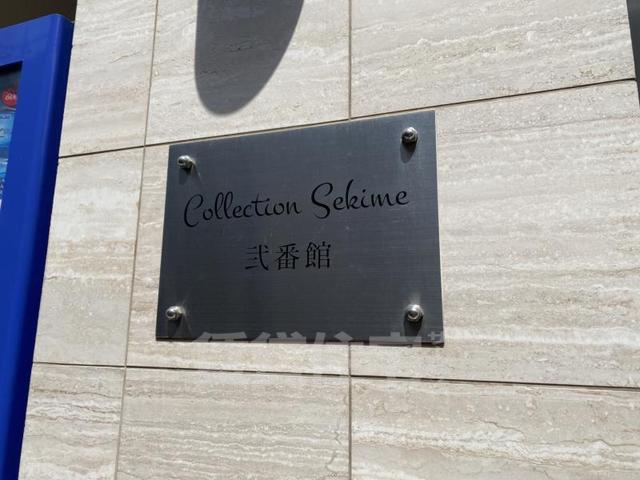 Collection Sekime
弐番館